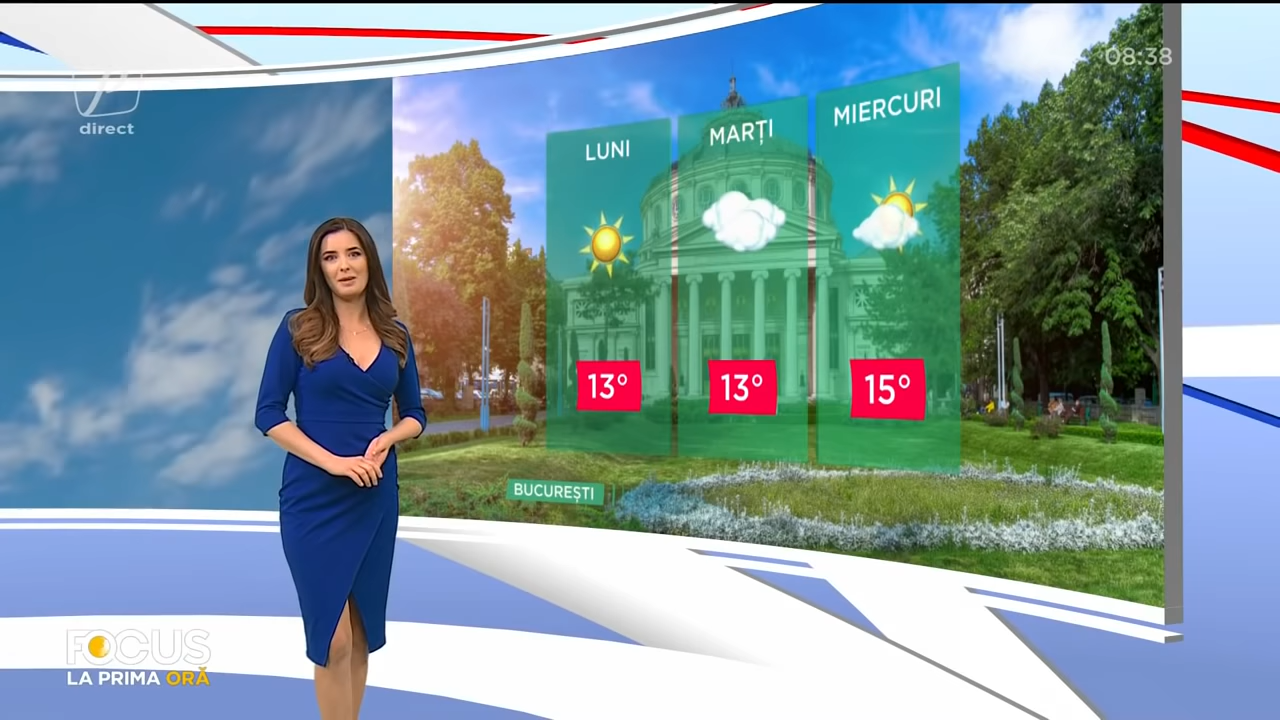 direct
08:38
LUNI
MARȚI
MIERCURI
13°
13°
15°
BUCUREȘTI
FOCUS
LA PRIMA ORĂ